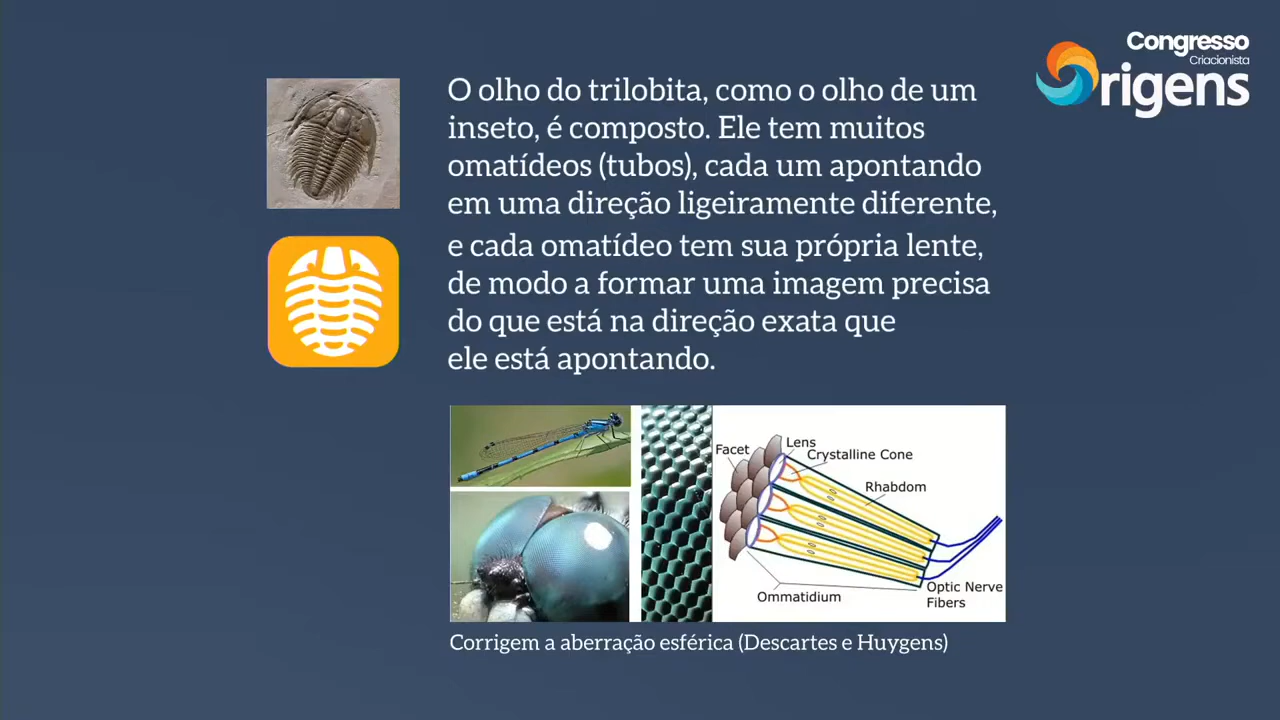 Congresso
Criacionista
Origens
O olho do trilobita, como o olho de um
inseto, é composto. Ele tem muitos
omatídeos (tubos), cada um apontando
em uma direção ligeiramente diferente,
e cada omatídeo tem sua própria lente,
de modo a formar uma imagem precisa
do que está na direção exata que
ele está apontando.
Facet
Lens
Crystalline Cone
Rhabdom
Ommatidium
Optic Nerve
Fibers
Corrigem a aberração esférica (Descartes e Huygens)